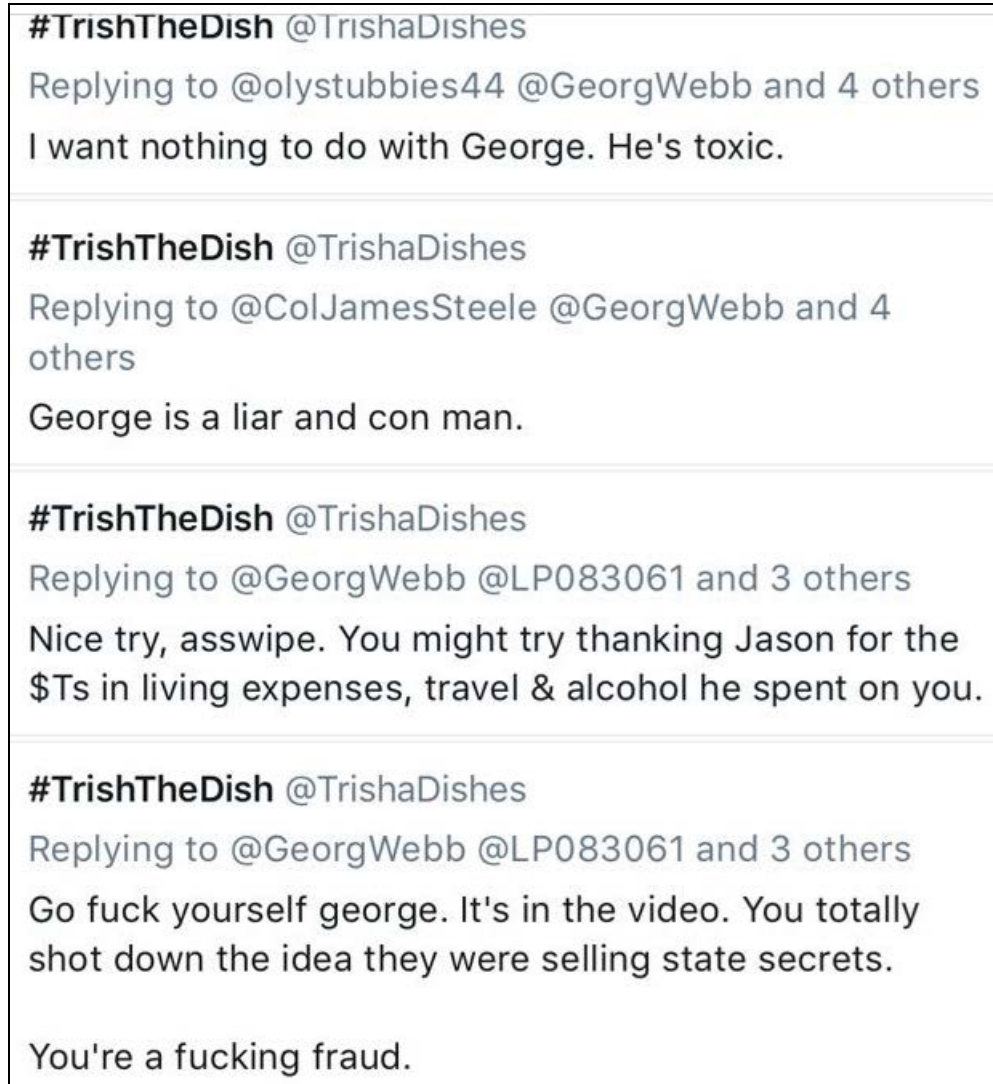 #TrishTheDish @TrishaDishes
Replying to @olystubbies44 @GeorgWebb and 4 others
I want nothing to do with George. He's toxic.
#TrishTheDish @TrishaDishes
Replying to @ColJamesSteele @GeorgWebb and 4
others
George is a liar and con man.
#TrishTheDish @TrishaDishes
Replying to @GeorgWebb @LP083061 and 3 others
Nice try, asswipe. You might try thanking Jason for the
$Ts in living expenses, travel & alcohol he spent on you.
#TrishTheDish @TrishaDishes
Replying to @GeorgWebb @LP083061 and 3 others
Go fuck yourself george. It's in the video. You totally
shot down the idea they were selling state secrets.
You're a fucking fraud.